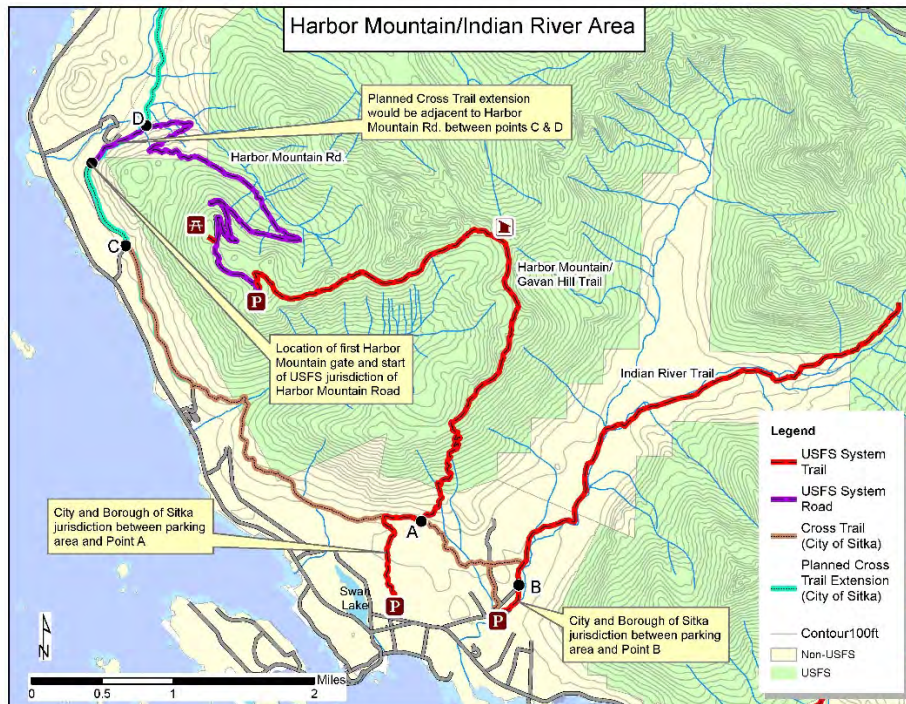 Harbor Mountain/Indian River Area
Planned Cross Trail extension
would be adjacent to Harbor
Mountain Rd. between points C & D
D
Harbor Mountain Rd.
C
P
Harbor Mountain/
Gavan Hill Trail
Location of first Harbor
Mountain gate and start
of USFS jurisdiction of
Harbor Mountain Road
Indian River Trail
City and Borough of Sitka
jurisdiction between parking
area and Point A
A
B
Swan
Lake
P
P
City and Borough of Sitka
jurisdiction between parking
area and Point B
Legend
USFS System
Trail
USFS System
Road
Cross Trail
(City of Sitka)
Planned Cross
Trail Extension
(City of Sitka)
Contour100ft
Non-USFS
USFS
N
Miles
0 0.5 1 2